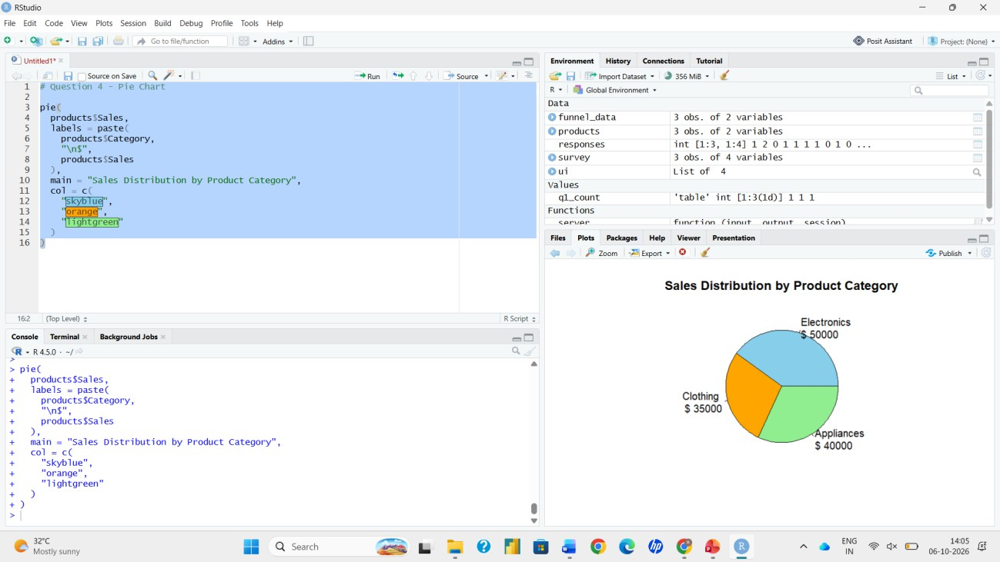 RStudio
File Edit Code View Plots Session Build Debug Profile Tools Help
Go to file/function Addins Posit Assistant Project: (None)
Untitled1*
Source on Save Run Source
1 # Question 4 - Pie Chart
2
3 pie(
4 products$Sales,
5 labels = paste(
6 products$Category,
7 "\n$",
8 products$Sales
9 ),
10 main = "Sales Distribution by Product Category",
11 col = c(
12 "skyblue",
13 "orange",
14 "lightgreen"
15 )
16 )
16:2 (Top Level) R Script
Console Terminal Background Jobs
R 4.5.0 · ~/
>
> pie(
+ products$Sales,
+ labels = paste(
+ products$Category,
+ "\n$",
+ products$Sales
+ ),
+ main = "Sales Distribution by Product Category",
+ col = c(
+ "skyblue",
+ "orange",
+ "lightgreen"
+ )
+ )
>
Environment History Connections Tutorial
Import Dataset 356 MiB List
R Global Environment
Data
funnel_data 3 obs. of 2 variables
products 3 obs. of 2 variables
responses int [1:3, 1:4] 1 2 0 1 1 1 1 0 1 0 ...
survey 3 obs. of 4 variables
ui List of 4
Values
q1_count 'table' int [1:3(1d)] 1 1 1
Functions
server function (input, output, session)
Files Plots Packages Help Viewer Presentation
Zoom Export Publish
Sales Distribution by Product Category
Electronics
$ 50000
Clothing
$ 35000
Appliances
$ 40000
32°C
Mostly sunny
Search
ENG
IN
14:05
06-10-2026